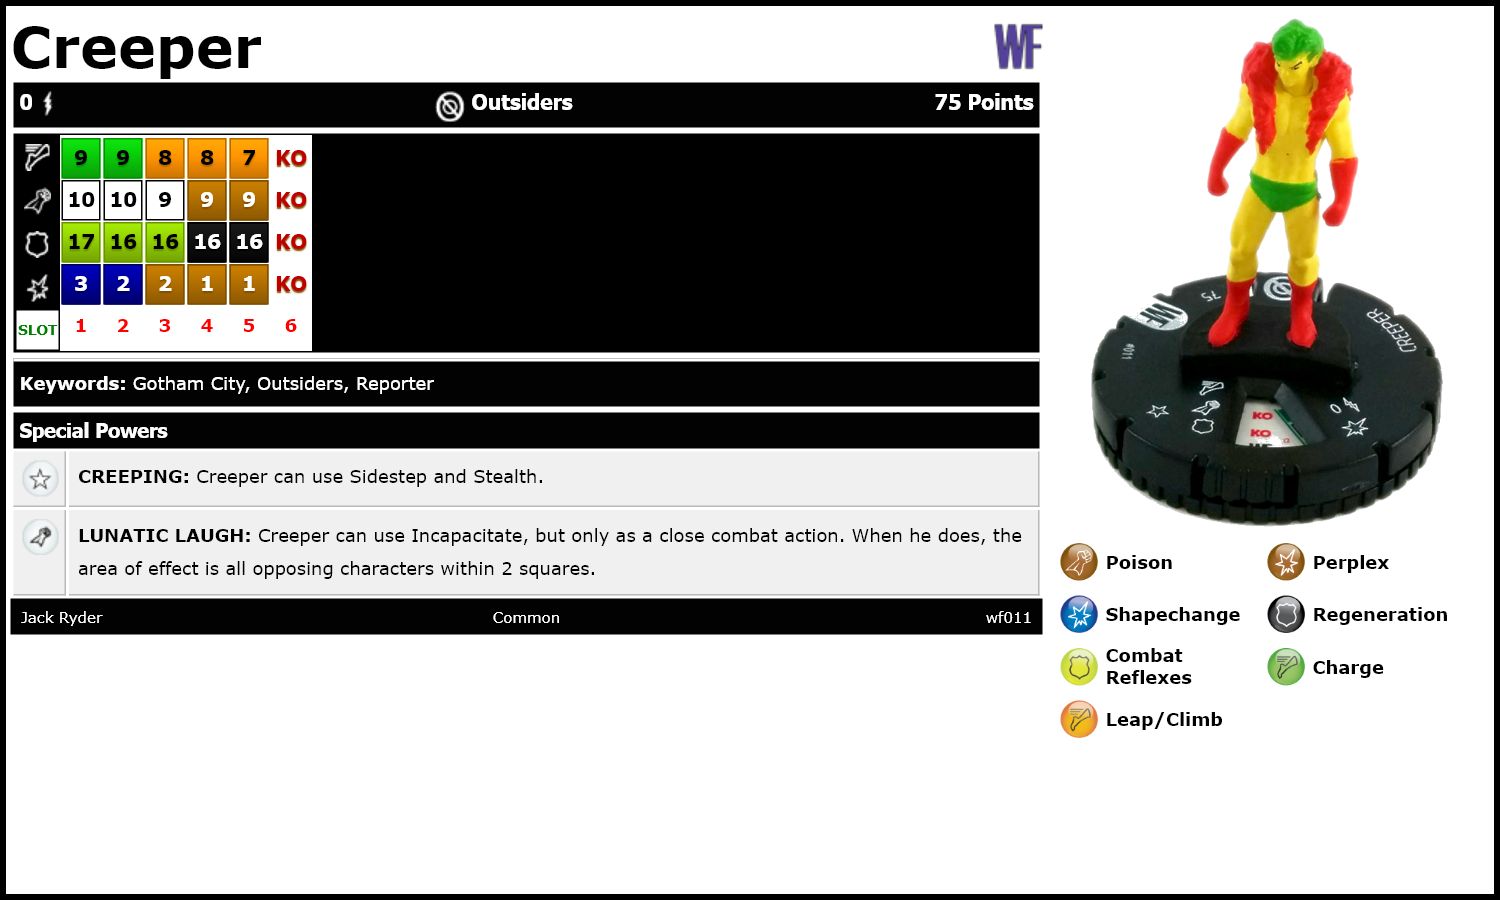 Creeper
WF
0 Outsiders 75 Points
9 9 8 8 7 KO
10 10 9 9 9 KO
17 16 16 16 16 KO
3 2 2 1 1 KO
SLOT 1 2 3 4 5 6
Keywords: Gotham City, Outsiders, Reporter
Special Powers
CREEPING: Creeper can use Sidestep and Stealth.
LUNATIC LAUGH: Creeper can use Incapacitate, but only as a close combat action. When he does, the
area of effect is all opposing characters within 2 squares.
Jack Ryder Common wf011
75
CREEPER
#011
0
KO
KO
Poison Perplex
Shapechange Regeneration
Combat
Reflexes
Charge
Leap/Climb